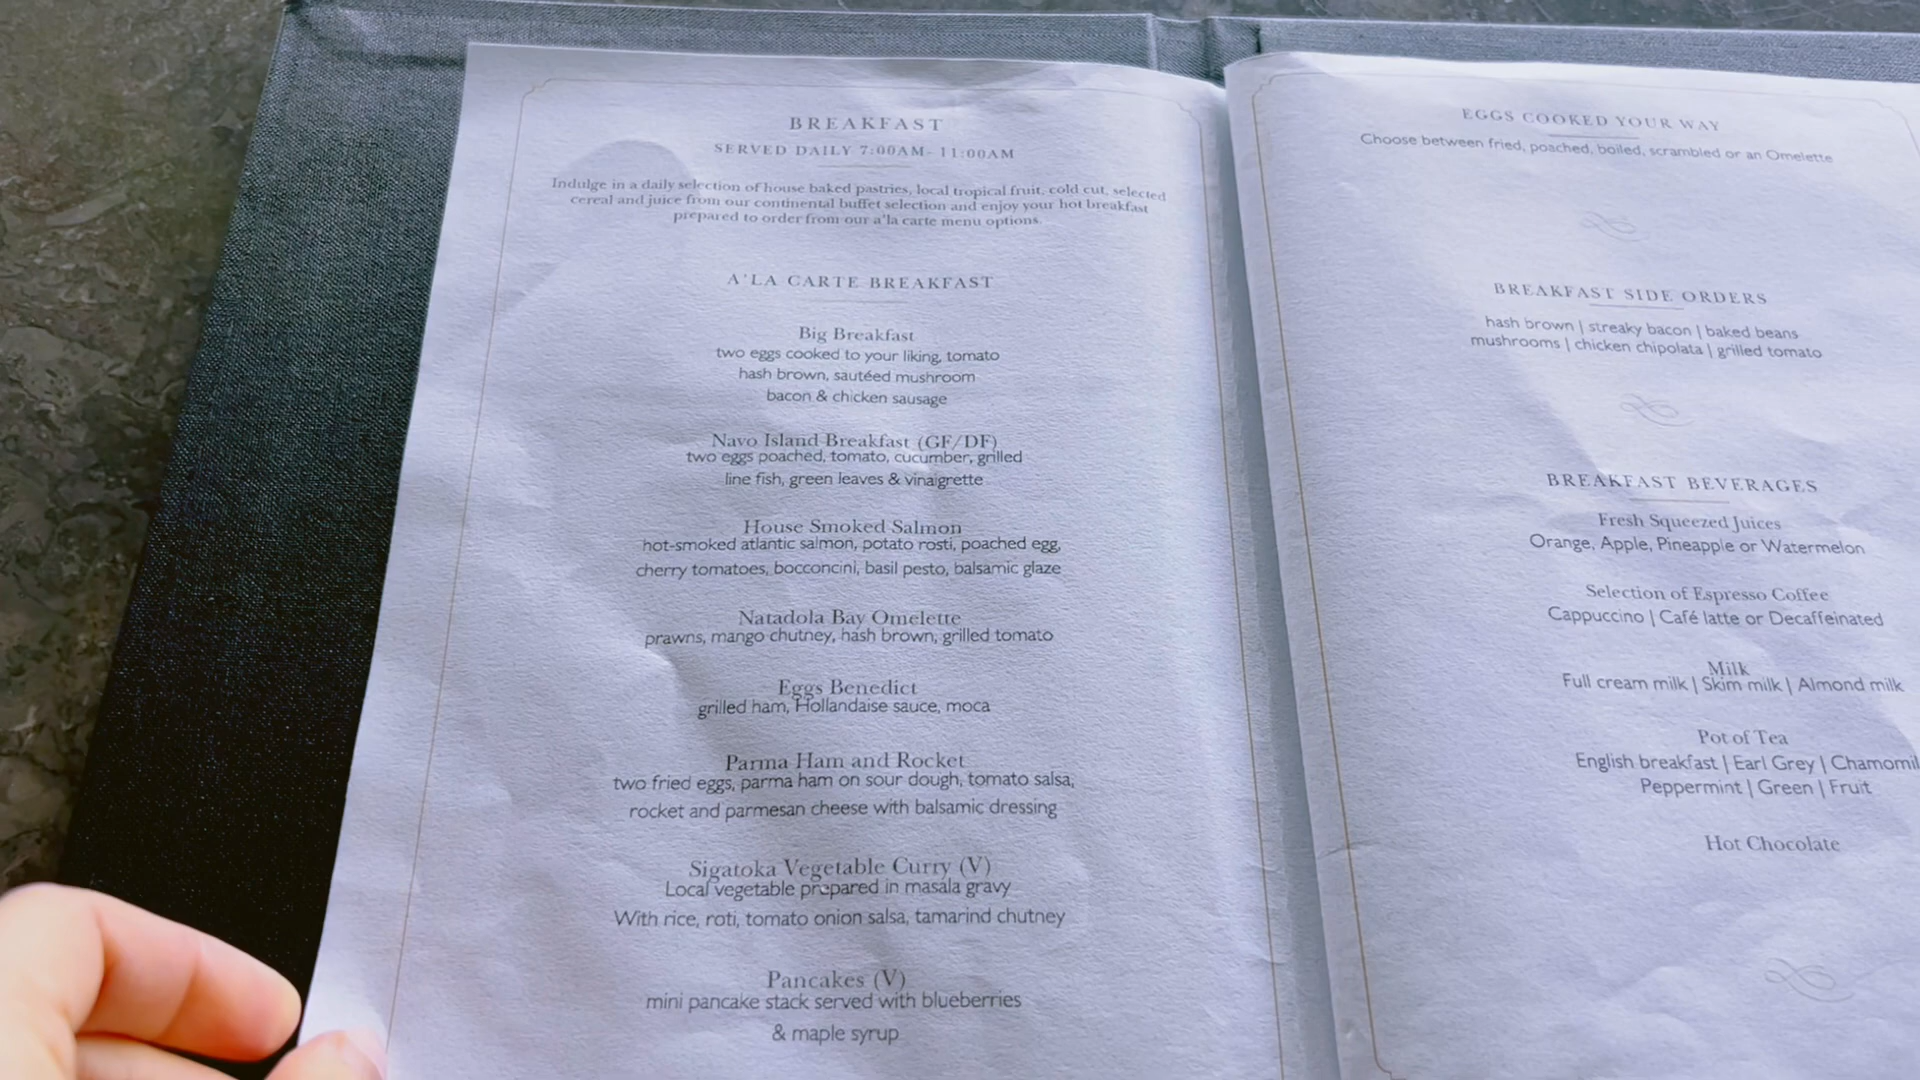 BREAKFAST
SERVED DAILY 7:00AM- 11:00AM
Indulge in a daily selection of house baked pastries, local tropical fruit, cold cut, selected
cereal and juice from our continental buffet selection and enjoy your hot breakfast
prepared to order from our a'la carte menu options.
A'LA CARTE BREAKFAST
Big Breakfast
two eggs cooked to your liking, tomato
hash brown, sautéed mushroom
bacon & chicken sausage
Navo Island Breakfast (GF/DF)
two eggs poached, tomato, cucumber, grilled
line fish, green leaves & vinaigrette
House Smoked Salmon
hot-smoked atlantic salmon, potato rosti, poached egg,
cherry tomatoes, bocconcini, basil pesto, balsamic glaze
Natadola Bay Omelette
prawns, mango chutney, hash brown, grilled tomato
Eggs Benedict
grilled ham, Hollandaise sauce, moca
Parma Ham and Rocket
two fried eggs, parma ham on sour dough, tomato salsa,
rocket and parmesan cheese with balsamic dressing
Sigatoka Vegetable Curry (V)
Local vegetable prepared in masala gravy
With rice, roti, tomato onion salsa, tamarind chutney
Pancakes (V)
mini pancake stack served with blueberries
& maple syrup
EGGS COOKED YOUR WAY
Choose between fried, poached, boiled, scrambled or an Omelette
BREAKFAST SIDE ORDERS
hash brown | streaky bacon | baked beans
mushrooms | chicken chipolata | grilled tomato
BREAKFAST BEVERAGES
Fresh Squeezed Juices
Orange, Apple, Pineapple or Watermelon
Selection of Espresso Coffee
Cappuccino | Café latte or Decaffeinated
Milk
Full cream milk | Skim milk | Almond milk
Pot of Tea
English breakfast | Earl Grey | Chamomil
Peppermint | Green | Fruit
Hot Chocolate